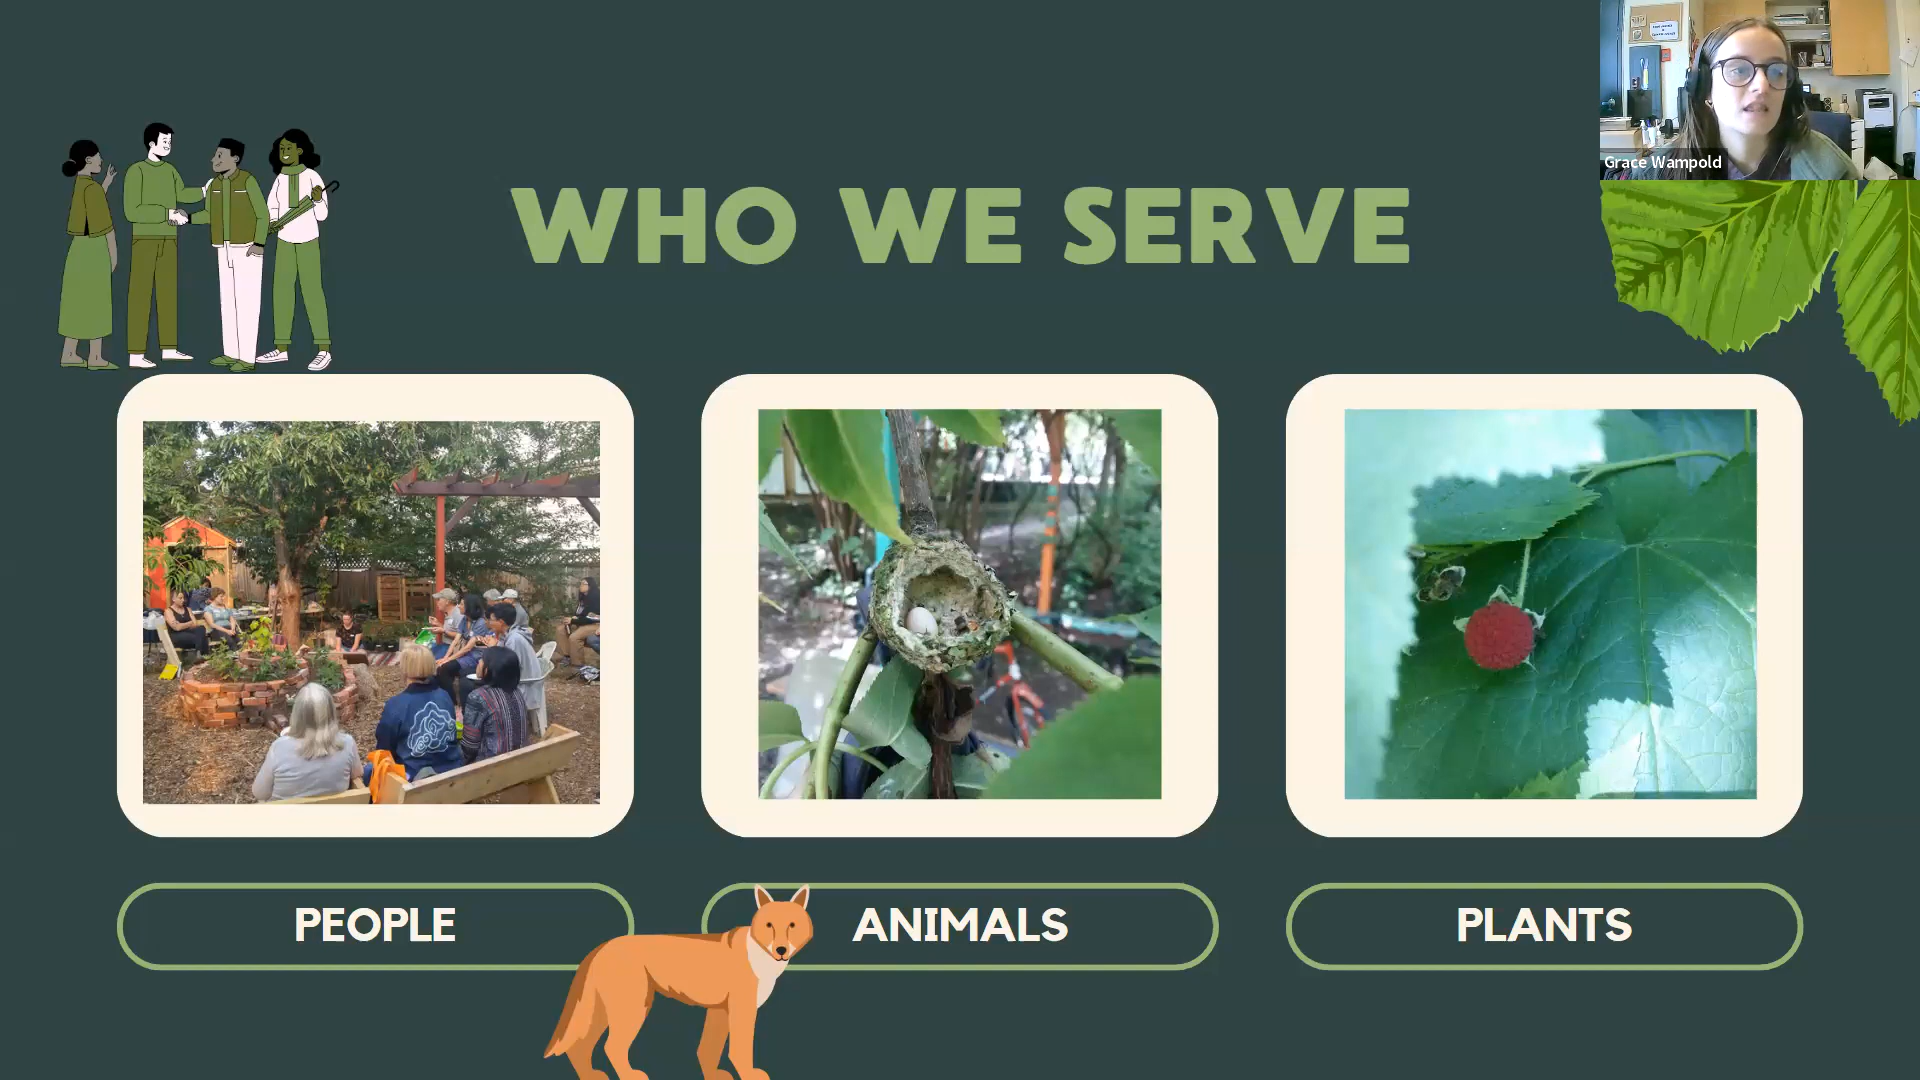 Grace Wampold
WHO WE SERVE
PEOPLE
ANIMALS
PLANTS